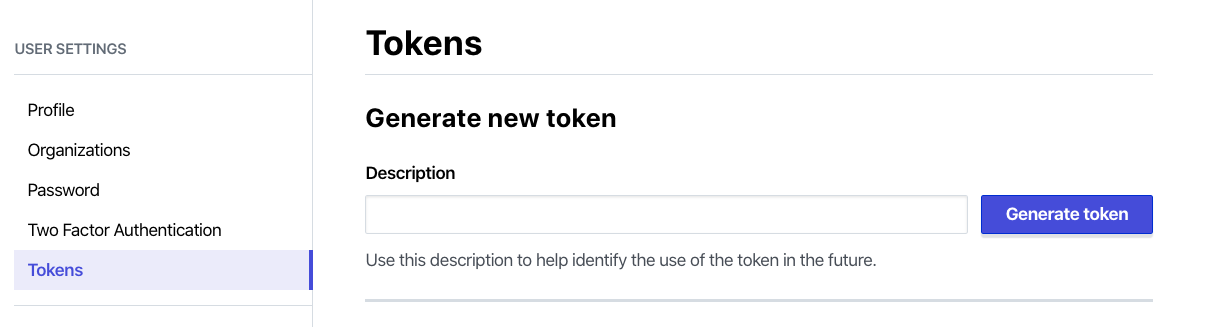 USER SETTINGS
Profile
Organizations
Password
Two Factor Authentication
Tokens
Tokens
Generate new token
Description
Generate token
Use this description to help identify the use of the token in the future.